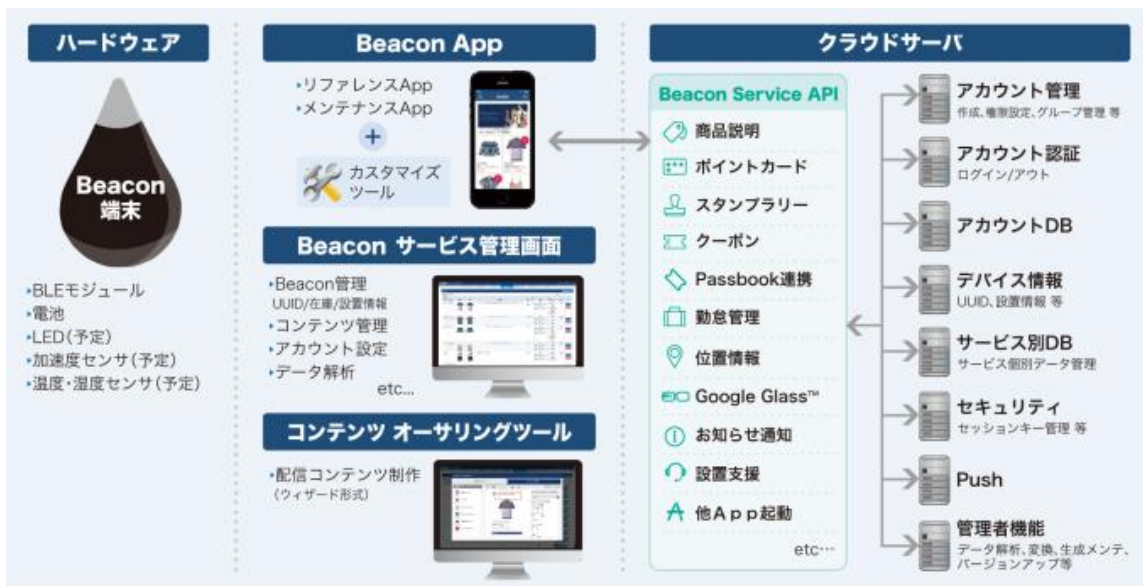 ハードウェア
Beacon
端末
‣BLEモジュール
‣電池
‣LED(予定)
‣加速度センサ(予定)
‣温度・湿度センサ(予定)
Beacon App
‣リファレンスApp
‣メンテナンスApp
+
カスタマイズ
ツール
Beacon サービス管理画面
‣Beacon管理
UUID/在庫/設置情報
‣コンテンツ管理
‣アカウント設定
‣データ解析
etc...
コンテンツ オーサリングツール
‣配信コンテンツ制作
(ウィザード形式)
クラウドサーバ
Beacon Service API
商品説明
ポイントカード
スタンプラリー
クーポン
Passbook連携
勤怠管理
位置情報
Google Glass™
お知らせ通知
設置支援
他App起動
etc…
アカウント管理
作成、権限設定、グループ管理 等
アカウント認証
ログイン/アウト
アカウントDB
デバイス情報
UUID、設置情報 等
サービス別DB
サービス個別データ管理
セキュリティ
セッションキー管理 等
Push
管理者機能
データ解析、変換、生成メンテ、
バージョンアップ等